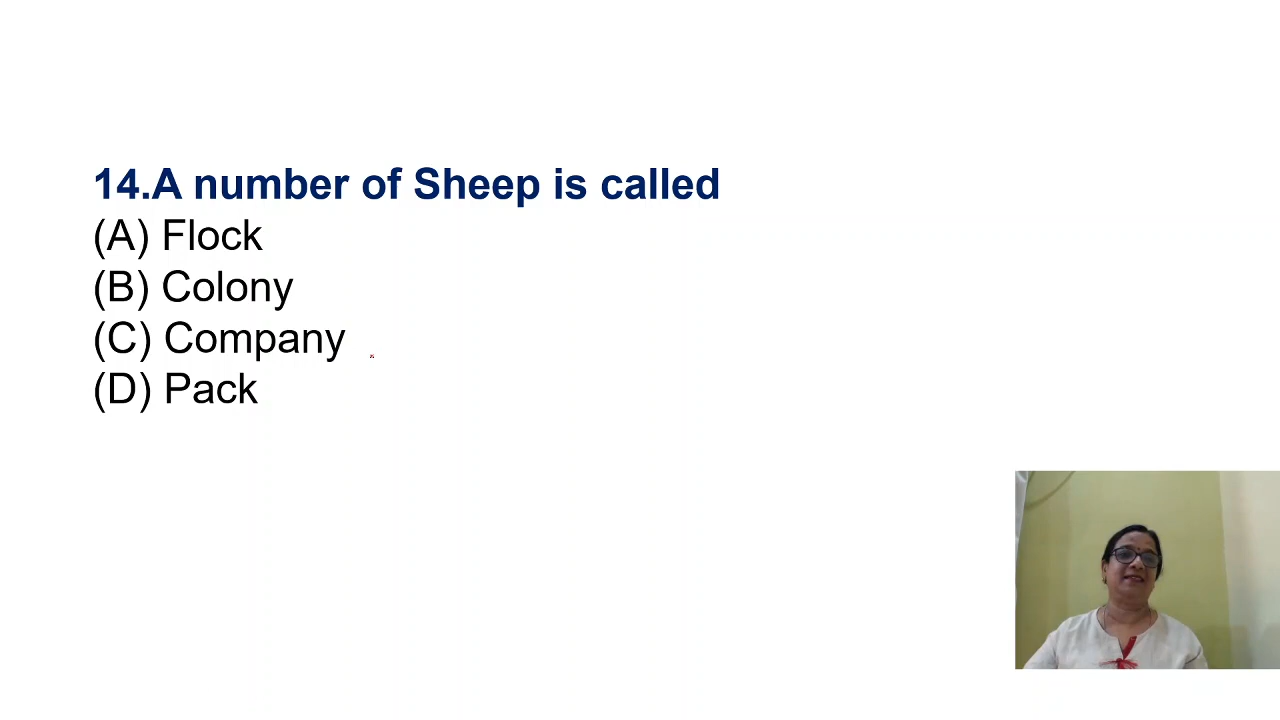 14.A number of Sheep is called
(A) Flock
(B) Colony
(C) Company
(D) Pack